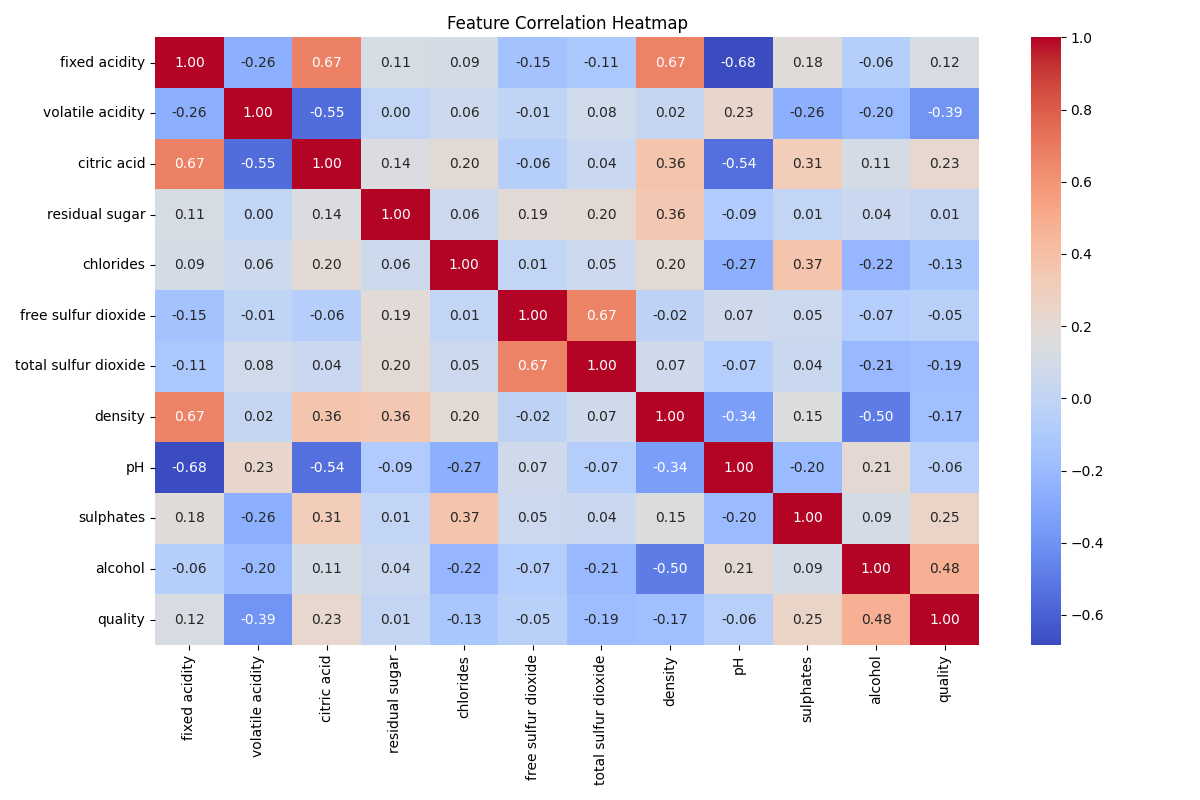 Feature Correlation Heatmap
fixed acidity 1.00 -0.26 0.67 0.11 0.09 -0.15 -0.11 0.67 -0.68 0.18 -0.06 0.12
volatile acidity -0.26 1.00 -0.55 0.00 0.06 -0.01 0.08 0.02 0.23 -0.26 -0.20 -0.39
citric acid 0.67 -0.55 1.00 0.14 0.20 -0.06 0.04 0.36 -0.54 0.31 0.11 0.23
residual sugar 0.11 0.00 0.14 1.00 0.06 0.19 0.20 0.36 -0.09 0.01 0.04 0.01
chlorides 0.09 0.06 0.20 0.06 1.00 0.01 0.05 0.20 -0.27 0.37 -0.22 -0.13
free sulfur dioxide -0.15 -0.01 -0.06 0.19 0.01 1.00 0.67 -0.02 0.07 0.05 -0.07 -0.05
total sulfur dioxide -0.11 0.08 0.04 0.20 0.05 0.67 1.00 0.07 -0.07 0.04 -0.21 -0.19
density 0.67 0.02 0.36 0.36 0.20 -0.02 0.07 1.00 -0.34 0.15 -0.50 -0.17
pH -0.68 0.23 -0.54 -0.09 -0.27 0.07 -0.07 -0.34 1.00 -0.20 0.21 -0.06
sulphates 0.18 -0.26 0.31 0.01 0.37 0.05 0.04 0.15 -0.20 1.00 0.09 0.25
alcohol -0.06 -0.20 0.11 0.04 -0.22 -0.07 -0.21 -0.50 0.21 0.09 1.00 0.48
quality 0.12 -0.39 0.23 0.01 -0.13 -0.05 -0.19 -0.17 -0.06 0.25 0.48 1.00
fixed acidity
volatile acidity
citric acid
residual sugar
chlorides
free sulfur dioxide
total sulfur dioxide
density
pH
sulphates
alcohol
quality
1.0
0.8
0.6
0.4
0.2
0.0
−0.2
−0.4
−0.6